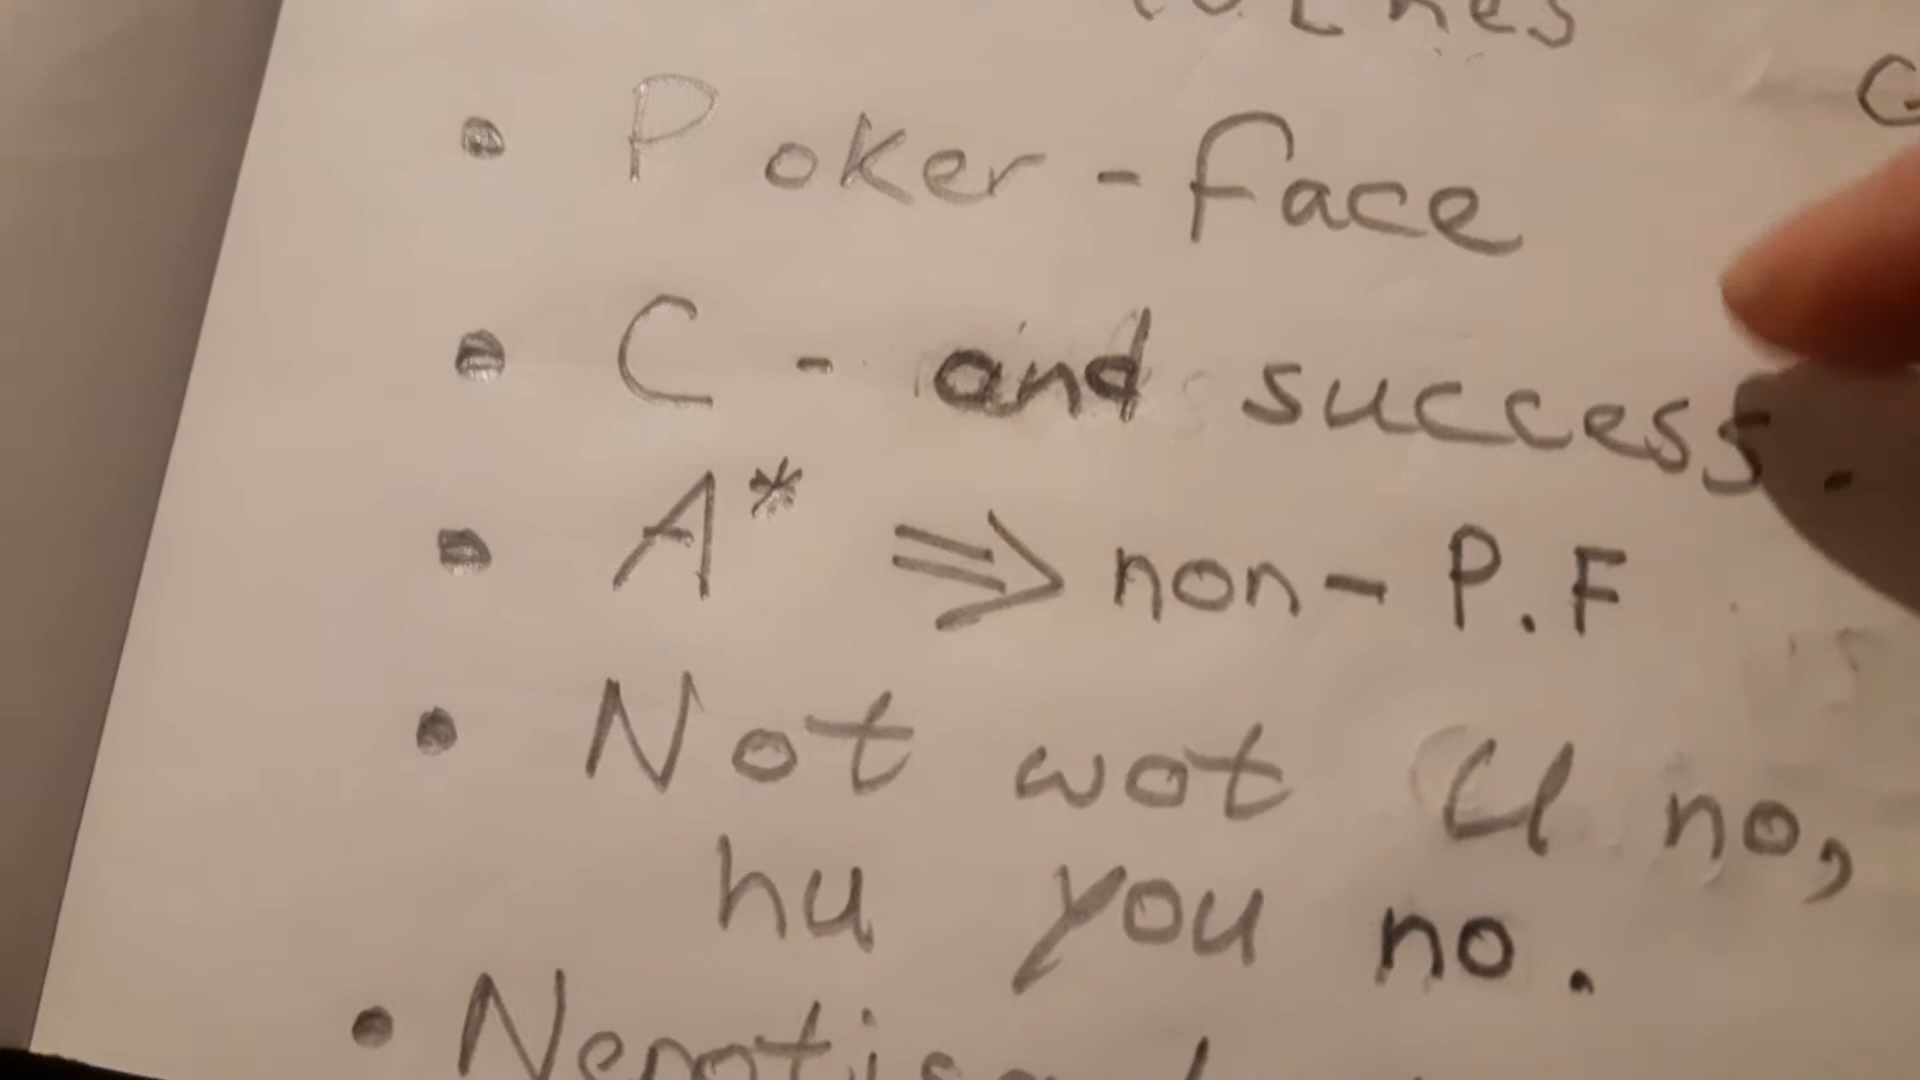 • Poker-face
• C - and success.
• A* ⇒ non- P.F
• Not wot U no,
hu you no.
•